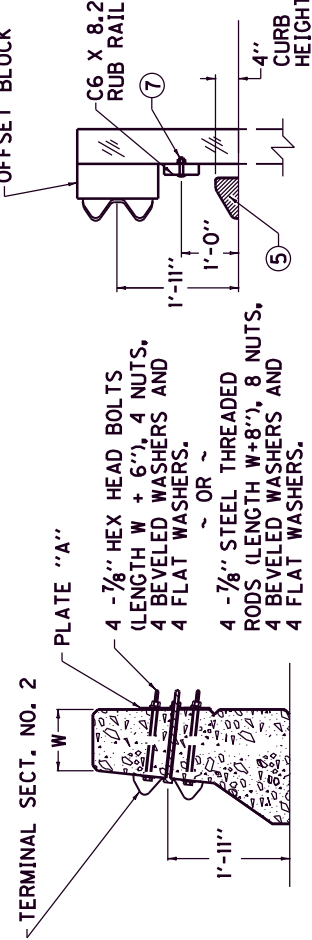 TERMINAL SECT. NO. 2
PLATE "A"
W
4 -7/8" HEX HEAD BOLTS
(LENGTH W + 6"), 4 NUTS,
4 BEVELED WASHERS AND
4 FLAT WASHERS.
~ OR ~
4 -7/8" STEEL THREADED
RODS (LENGTH W+8"), 8 NUTS,
4 BEVELED WASHERS AND
4 FLAT WASHERS.
1'-11"
OFFSET BLOCK
C6 X 8.2
RUB RAIL
7
1'-11"
1'-0"
5
4"
CURB
HEIGHT